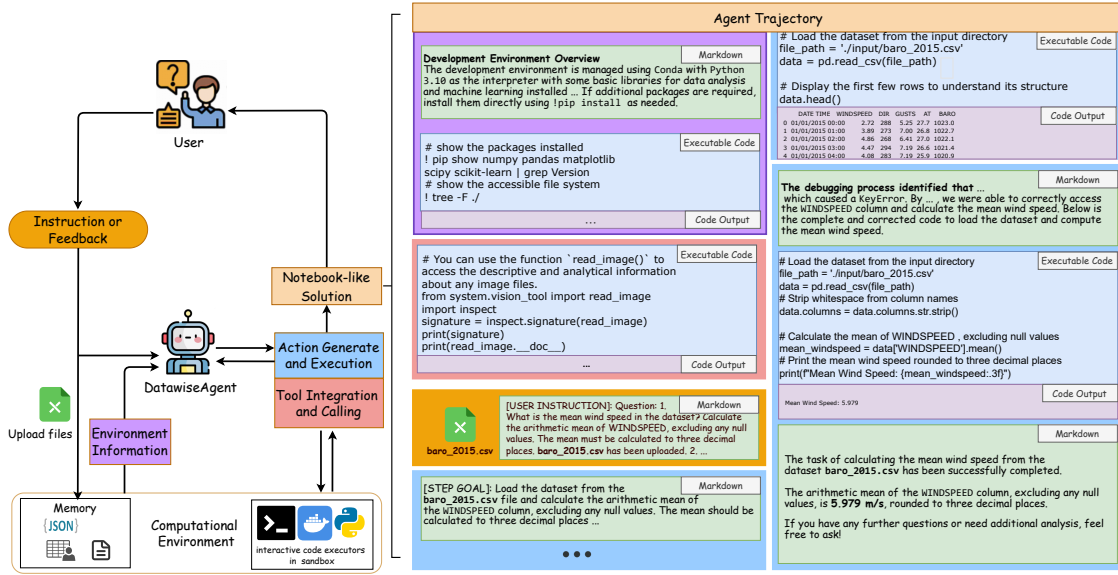 User
Instruction or
Feedback
Notebook-like
Solution
DatawiseAgent
Action Generate
and Execution
Tool Integration
and Calling
Upload files
Environment
Information
Memory
{JSON}
Computational
Environment
interactive code executors
in sandbox
Agent Trajectory
Markdown
Development Environment Overview
The development environment is managed using Conda with Python
3.10 as the interpreter with some basic libraries for data analysis
and machine learning installed ... If additional packages are required,
install them directly using !pip install as needed.
Executable Code
# show the packages installed
! pip show numpy pandas matplotlib
scipy scikit-learn | grep Version
# show the accessible file system
! tree -F ./
...
Code Output
Executable Code
# You can use the function `read_image()` to
access the descriptive and analytical information
about any image files.
from system.vision_tool import read_image
import inspect
signature = inspect.signature(read_image)
print(signature)
print(read_image.__doc__)
...
Code Output
baro_2015.csv
Markdown
[USER INSTRUCTION]: Question: 1,
What is the mean wind speed in the dataset? Calculate
the arithmetic mean of WINDSPEED, excluding any null
values. The mean must be calculated to three decimal
places. baro_2015.csv has been uploaded. 2, ...
Markdown
[STEP GOAL]: Load the dataset from the
baro_2015.csv file and calculate the arithmetic mean of
the WINDSPEED column, excluding any null values. The mean should be
calculated to three decimal places ...
# Load the dataset from the input directory
file_path = './input/baro_2015.csv'
data = pd.read_csv(file_path)
# Display the first few rows to understand its structure
data.head()
Executable Code
Code Output
DATE TIME WINDSPEED DIR GUSTS AT BARO
0 01/01/2015 00:00 2.72 288 5.25 27.7 1023.0
1 01/01/2015 01:00 3.89 273 7.00 26.8 1022.7
2 01/01/2015 02:00 4.86 268 6.41 27.0 1022.1
3 01/01/2015 03:00 4.47 294 7.19 26.6 1021.4
4 01/01/2015 04:00 4.08 283 7.19 25.9 1020.9
Markdown
The debugging process identified that ...
which caused a KeyError. By ... , we were able to correctly access
the WINDSPEED column and calculate the mean wind speed. Below is
the complete and corrected code to load the dataset and compute
the mean wind speed.
Executable Code
# Load the dataset from the input directory
file_path = './input/baro_2015.csv'
data = pd.read_csv(file_path)
# Strip whitespace from column names
data.columns = data.columns.str.strip()
# Calculate the mean of WINDSPEED , excluding null values
mean_windspeed = data['WINDSPEED'].mean()
# Print the mean wind speed rounded to three decimal places
print(f"Mean Wind Speed: {mean_windspeed:.3f}")
Code Output
Mean Wind Speed: 5.979
Markdown
The task of calculating the mean wind speed from the
dataset baro_2015.csv has been successfully completed.
The arithmetic mean of the WINDSPEED column, excluding any null
values, is 5.979 m/s, rounded to three decimal places.
If you have any further questions or need additional analysis, feel
free to ask!